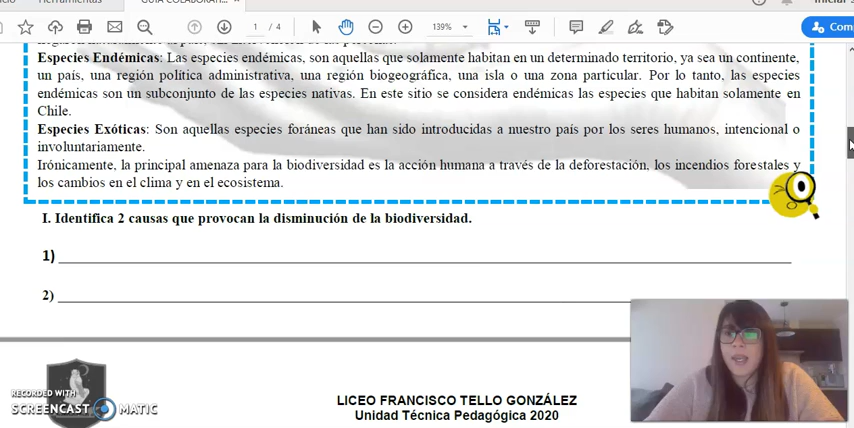 Herramientas
GUIA COLABORATI... ×
Iniciar s
1 / 4
139%
Com
Especies Endémicas: Las especies endémicas, son aquellas que solamente habitan en un determinado territorio, ya sea un continente,
un país, una región política administrativa, una región biogeográfica, una isla o una zona particular. Por lo tanto, las especies
endémicas son un subconjunto de las especies nativas. En este sitio se considera endémicas las especies que habitan solamente en
Chile.
Especies Exóticas: Son aquellas especies foráneas que han sido introducidas a nuestro país por los seres humanos, intencional o
involuntariamente.
Irónicamente, la principal amenaza para la biodiversidad es la acción humana a través de la deforestación, los incendios forestales y
los cambios en el clima y en el ecosistema.
I. Identifica 2 causas que provocan la disminución de la biodiversidad.
1)
2)
RECORDED WITH
SCREENCAST MATIC
LICEO FRANCISCO TELLO GONZÁLEZ
Unidad Técnica Pedagógica 2020